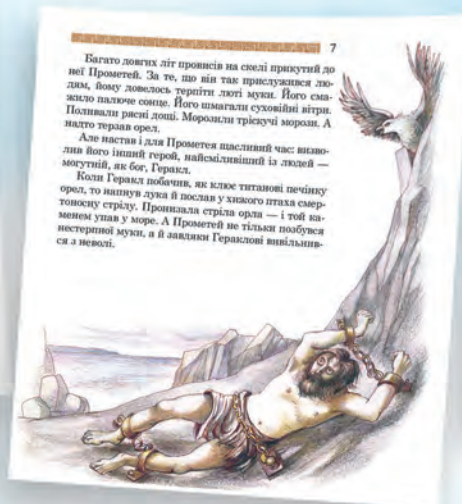 7
Багато довгих літ провисів на скелі прикутий до
неї Прометей. За те, що він так прислужився лю-
дям, йому довелось терпіти люті муки. Його сма-
жило палюче сонце. Його шмагали суховійні вітри.
Поливали рясні дощі. Морозили тріскучі морози. А
надто терзав орел.
Але настав і для Прометея щасливий час: визво-
лив його інший герой, найсміливіший із людей —
могутній, як бог, Геракл.
Коли Геракл побачив, як клює титанові печінку
орел, то напнув лука й послав у хижого птаха смер-
тоносну стрілу. Пронизала стріла орла — і той ка-
менем упав у море. А Прометей не тільки позбувся
нестерпної муки, а й завдяки Гераклові вивільнив-
ся з неволі.